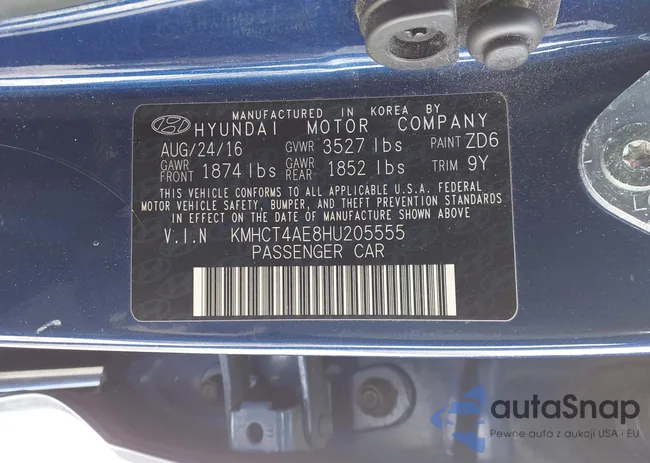 MANUFACTURED IN KOREA BY
HYUNDAI MOTOR COMPANY
AUG/24/16 GVWR 3527 lbs PAINT ZD6
GAWR FRONT 1874 lbs GAWR REAR 1852 lbs TRIM 9Y
THIS VEHICLE CONFORMS TO ALL APPLICABLE U.S.A. FEDERAL
MOTOR VEHICLE SAFETY, BUMPER, AND THEFT PREVENTION STANDARDS
IN EFFECT ON THE DATE OF MANUFACTURE SHOWN ABOVE
V.I.N KMHCT4AE8HU205555
PASSENGER CAR
autoSnap
Pewne auta z aukcji USA i EU